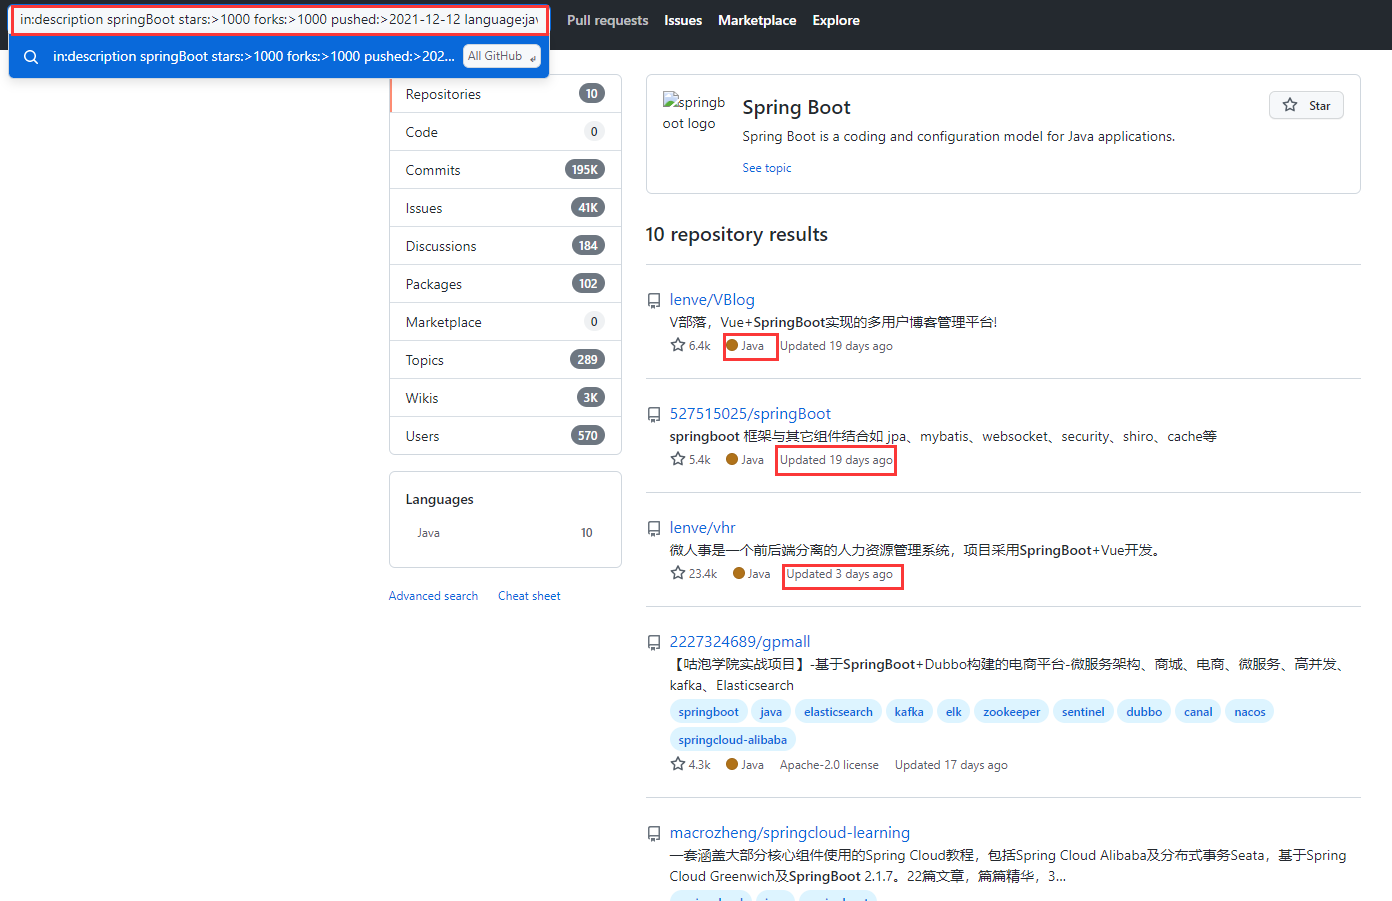 in:description springBoot stars:>1000 forks:>1000 pushed:>2021-12-12 language:jav
Pull requests Issues Marketplace Explore
in:description springBoot stars:>1000 forks:>1000 pushed:>202... All GitHub
Repositories 10
Code 0
Commits 195K
Issues 41K
Discussions 184
Packages 102
Marketplace 0
Topics 289
Wikis 3K
Users 570
Languages
Java 10
Advanced search Cheat sheet
springb
oot logo
Spring Boot
Star
Spring Boot is a coding and configuration model for Java applications.
See topic
10 repository results
lenve/VBlog
V部落，Vue+SpringBoot实现的多用户博客管理平台!
6.4k Java Updated 19 days ago
527515025/springBoot
springboot 框架与其它组件结合如 jpa、mybatis、websocket、security、shiro、cache等
5.4k Java Updated 19 days ago
lenve/vhr
微人事是一个前后端分离的人力资源管理系统，项目采用SpringBoot+Vue开发。
23.4k Java Updated 3 days ago
2227324689/gpmall
【咕泡学院实战项目】-基于SpringBoot+Dubbo构建的电商平台-微服务架构、商城、电商、微服务、高并发、
kafka、Elasticsearch
springboot java elasticsearch kafka elk zookeeper sentinel dubbo canal nacos
springcloud-alibaba
4.3k Java Apache-2.0 license Updated 17 days ago
macrozheng/springcloud-learning
一套涵盖大部分核心组件使用的Spring Cloud教程，包括Spring Cloud Alibaba及分布式事务Seata，基于Spring
Cloud Greenwich及SpringBoot 2.1.7。22篇文章，篇篇精华，3...